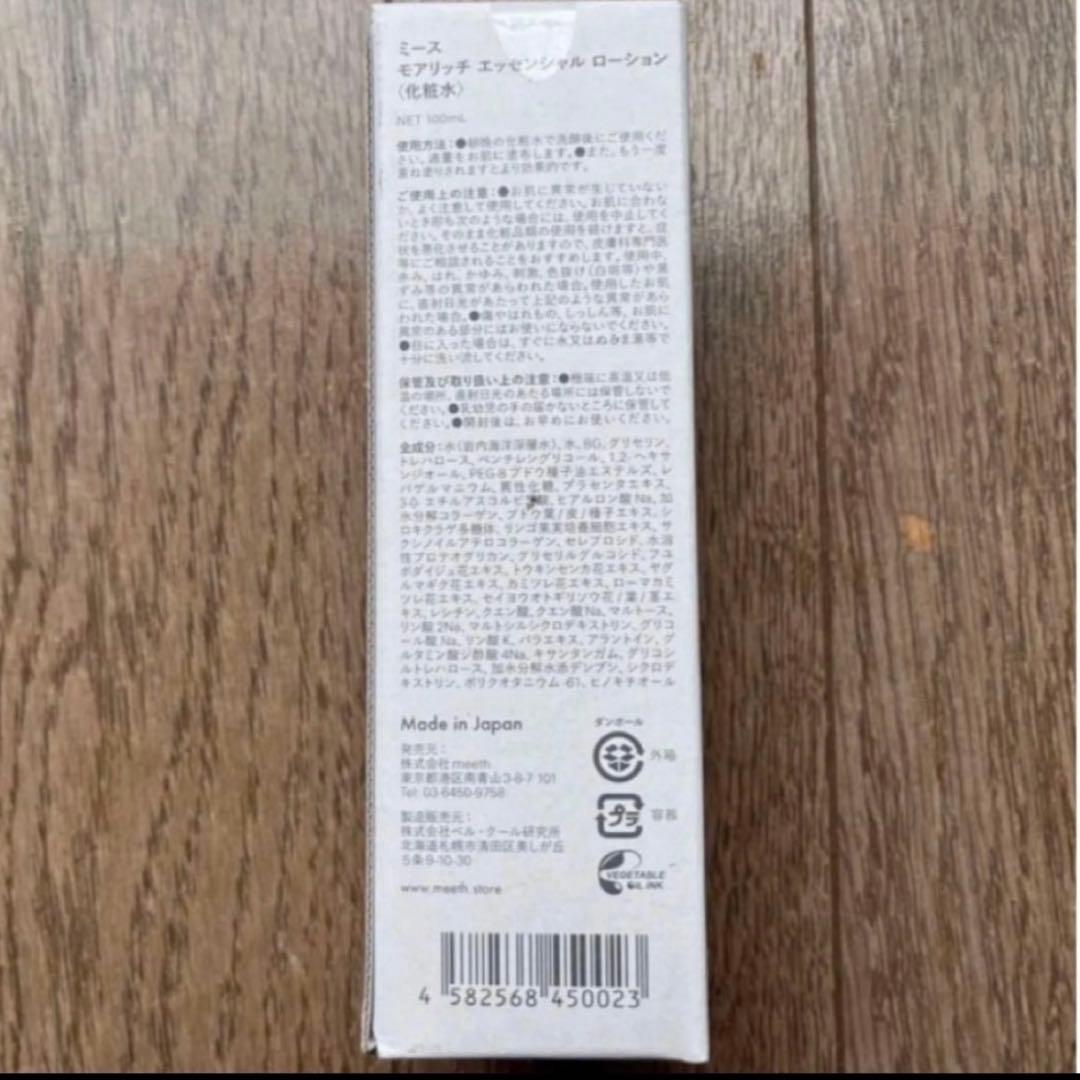 ミース
モアリッチ エッセンシャル ローション
〈化粧水〉
NET 100mL
使用方法：●朝晩の化粧水で洗顔後にご使用くだ
さい。適量をお肌に塗布します。●また、もう一度
重ね塗りされますとより効果的です。
ご使用上の注意：●お肌に異常が生じていない
か、よく注意して使用してください。お肌に合わな
いとき即ち次のような場合には、使用を中止してく
ださい。そのまま化粧品類の使用を続けますと、症
状を悪化させることがありますので、皮膚科専門医
等にご相談されることをおすすめします。使用中、
赤み、はれ、かゆみ、刺激、色抜け（白斑等）や黒
ずみ等の異常があらわれた場合。使用したお肌
に、直射日光があたって上記のような異常があら
われた場合。●傷やはれもの、しっしん等、お肌に
異常のある部分にはお使いにならないでください。
●目に入った場合は、すぐに水又はぬるま湯等で
十分に洗い流してください。
保管及び取り扱い上の注意：●極端に高温又は低
温の場所、直射日光のあたる場所には保管しないで
ください。●乳幼児の手の届かないところに保管して
ください。●開封後は、お早めにお使いください。
全成分：水（岩内海洋深層水）、水、BG、グリセリン、
トレハロース、ペンチレングリコール、1,2-ヘキサ
ンジオール、PEG-8ブドウ種子油エステルズ、レ
パゲルマニウム、異性化糖、プラセンタエキス、
3-O-エチルアスコルビン酸、ヒアルロン酸Na、加
水分解コラーゲン、ブドウ葉/皮/種子エキス、シ
ロキクラゲ多糖体、リンゴ果実培養細胞エキス、サ
クシノイルアテロコラーゲン、セレブロシド、水溶
性プロテオグリカン、グリセリルグルコシド、フユ
ボダイジュ花エキス、トウキンセンカ花エキス、ヤグ
ルマギク花エキス、カミツレ花エキス、ローマカミ
ツレ花エキス、セイヨウオトギリソウ花/葉/茎エ
キス、レシチン、クエン酸、クエン酸Na、マルトース、
リン酸2Na、マルトシルシクロデキストリン、グリコ
ール酸Na、リン酸K、バラエキス、アラントイン、グ
ルタミン酸ジ酢酸4Na、キサンタンガム、グリコシ
ルトレハロース、加水分解水添デンプン、シクロデ
キストリン、ポリクオタニウム-61、ヒノキチオール
Made in Japan
発売元：
株式会社meeth
東京都港区南青山3-8-7 101
Tel: 03-6450-9758
製造販売元：
株式会社ベル・クール研究所
北海道札幌市清田区美しが丘
5条9-10-30
www.meeth.store
ダンボール
外箱
プラ
容器
VEGETABLE
OIL INK
4 582568 450023